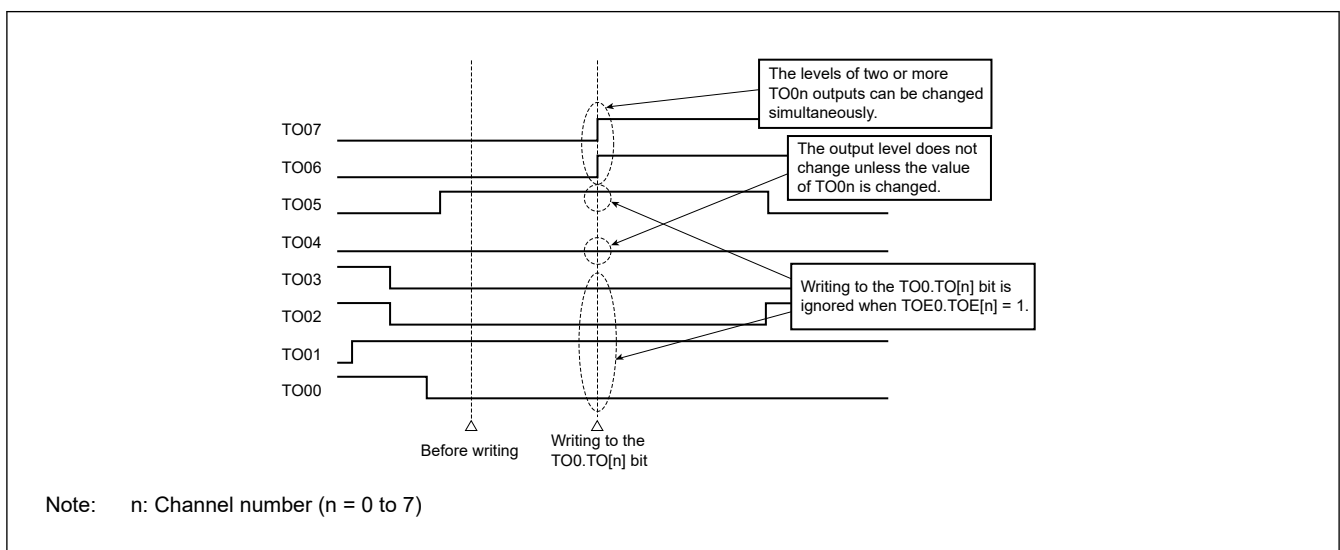 The levels of two or more
TO0n outputs can be changed
simultaneously.
TO07
The output level does not
change unless the value
of TO0n is changed.
TO06
TO05
TO04
TO03
Writing to the TO0.TO[n] bit is
ignored when TOE0.TOE[n] = 1.
TO02
TO01
TO00
Before writing
Writing to the
TO0.TO[n] bit
Note: n: Channel number (n = 0 to 7)